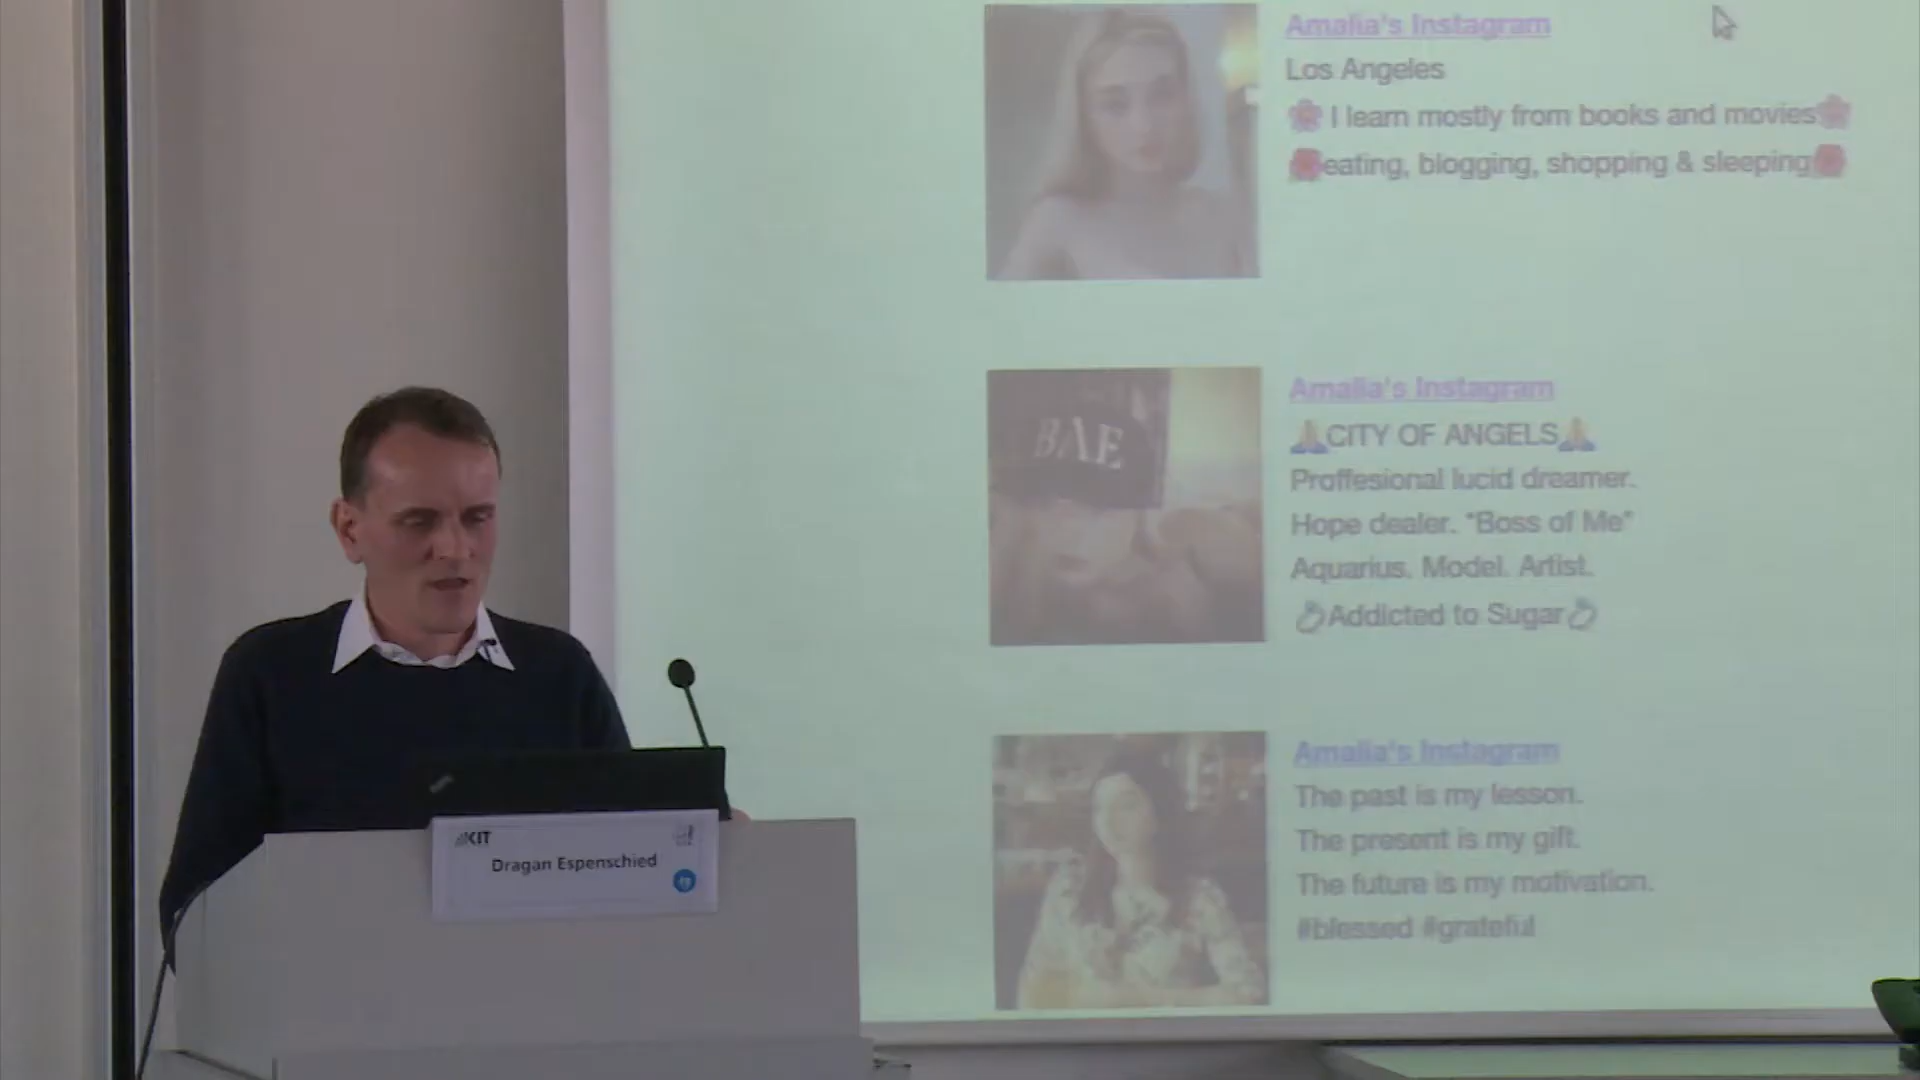 Amalia's Instagram
Los Angeles
🌸 I learn mostly from books and movies🌸
🌺eating, blogging, shopping & sleeping🌺
BAE
Amalia's Instagram
🙏CITY OF ANGELS🙏
Proffesional lucid dreamer.
Hope dealer. "Boss of Me"
Aquarius. Model. Artist.
💍Addicted to Sugar💍
Amalia's Instagram
The past is my lesson.
The present is my gift.
The future is my motivation.
#blessed #grateful
KIT
Dragan Espenschied